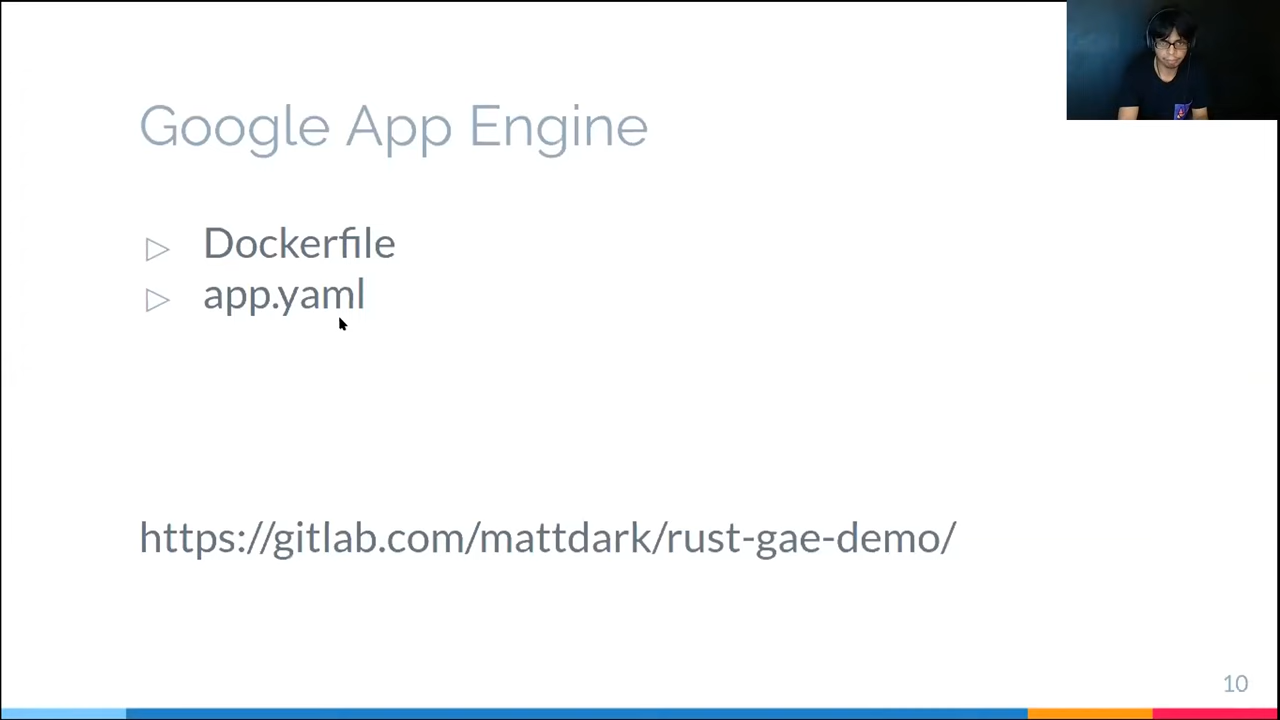 Google App Engine
Dockerfile
app.yaml
https://gitlab.com/mattdark/rust-gae-demo/
10